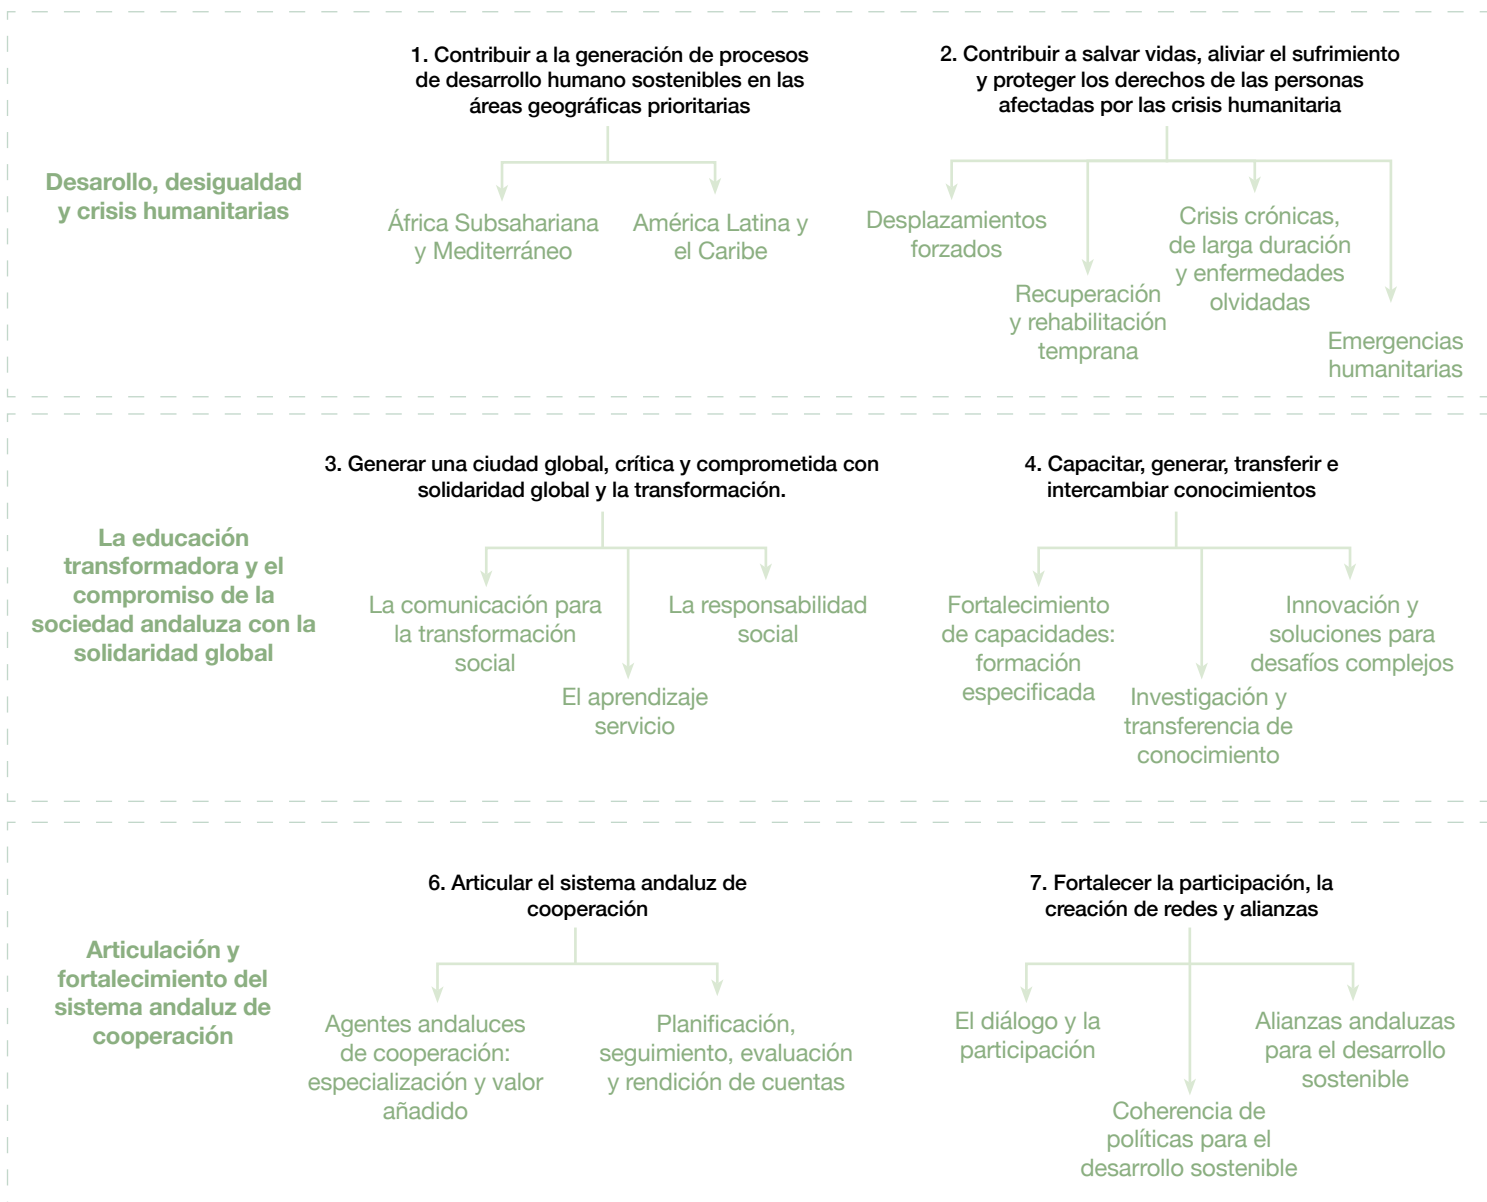 1. Contribuir a la generación de procesos
de desarrollo humano sostenibles en las
áreas geográficas prioritarias
2. Contribuir a salvar vidas, aliviar el sufrimiento
y proteger los derechos de las personas
afectadas por las crisis humanitaria
Desarollo, desigualdad
y crisis humanitarias
África Subsahariana
y Mediterráneo
América Latina y
el Caribe
Desplazamientos
forzados
Recuperación
y rehabilitación
temprana
Crisis crónicas,
de larga duración
y enfermedades
olvidadas
Emergencias
humanitarias
3. Generar una ciudad global, crítica y comprometida con
solidaridad global y la transformación.
4. Capacitar, generar, transferir e
intercambiar conocimientos
La educación
transformadora y el
compromiso de la
sociedad andaluza con la
solidaridad global
La comunicación para
la transformación
social
El aprendizaje
servicio
La responsabilidad
social
Fortalecimiento
de capacidades:
formación
especificada
Investigación y
transferencia de
conocimiento
Innovación y
soluciones para
desafíos complejos
6. Articular el sistema andaluz de
cooperación
7. Fortalecer la participación, la
creación de redes y alianzas
Articulación y
fortalecimiento del
sistema andaluz de
cooperación
Agentes andaluces
de cooperación:
especialización y valor
añadido
Planificación,
seguimiento, evaluación
y rendición de cuentas
El diálogo y la
participación
Coherencia de
políticas para el
desarrollo sostenible
Alianzas andaluzas
para el desarrollo
sostenible